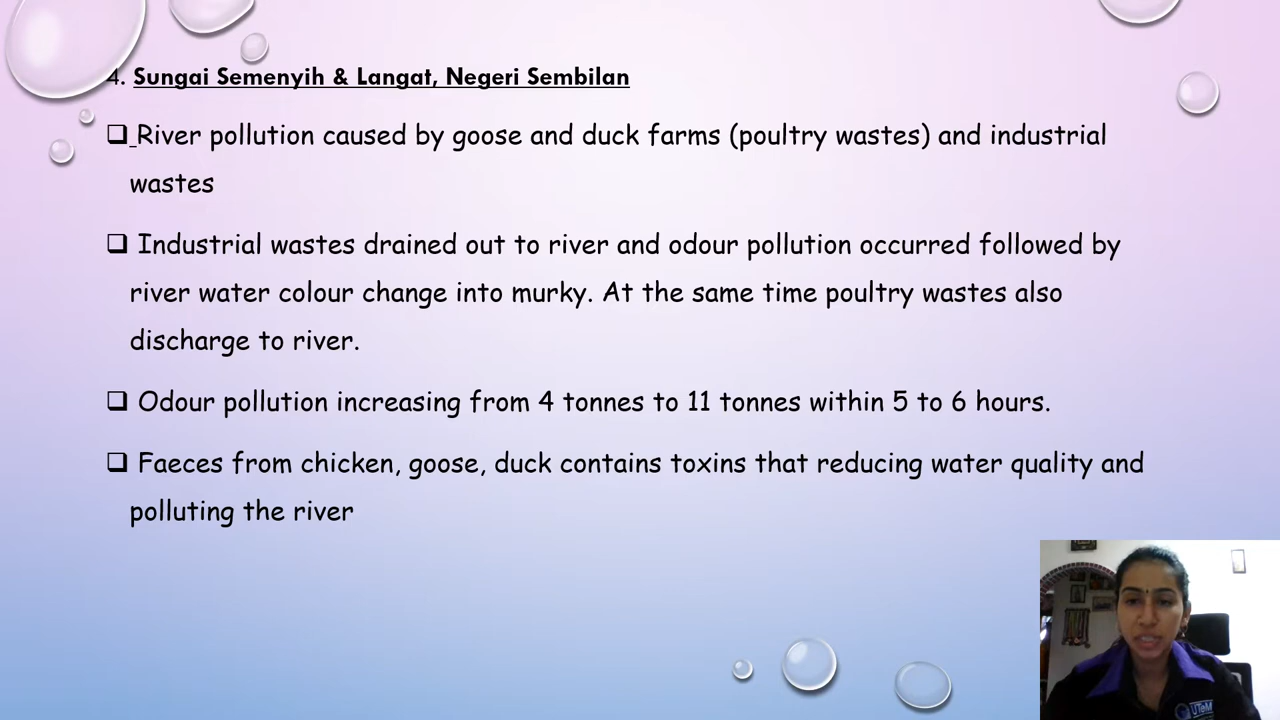 4. Sungai Semenyih & Langat, Negeri Sembilan
River pollution caused by goose and duck farms (poultry wastes) and industrial
wastes
Industrial wastes drained out to river and odour pollution occurred followed by
river water colour change into murky. At the same time poultry wastes also
discharge to river.
Odour pollution increasing from 4 tonnes to 11 tonnes within 5 to 6 hours.
Faeces from chicken, goose, duck contains toxins that reducing water quality and
polluting the river
UTeM